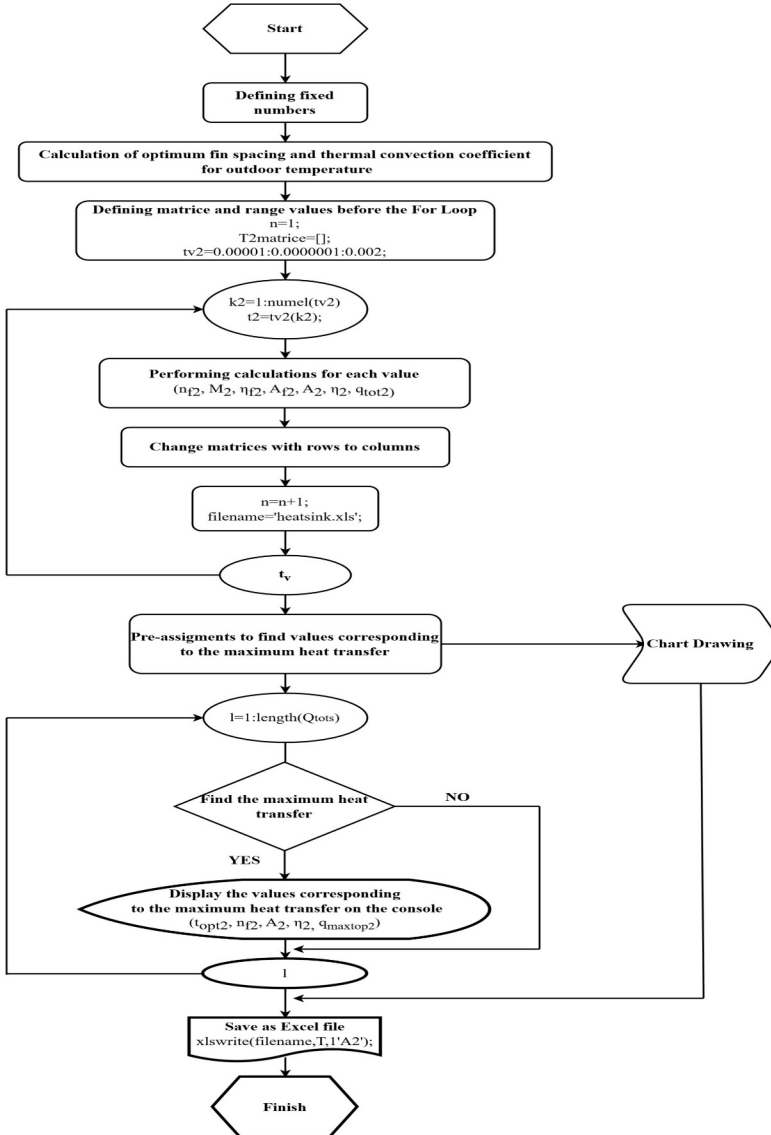 Start
Defining fixed
numbers
Calculation of optimum fin spacing and thermal convection coefficient
for outdoor temperature
Defining matrice and range values before the For Loop
n=1;
T2matrice=[];
tv2=0.00001:0.0000001:0.002;
k2=1:numel(tv2)
t2=tv2(k2);
Performing calculations for each value
(nf2, M2, ηf2, Af2, A2, η2, qtot2)
Change matrices with rows to columns
n=n+1;
filename='heatsink.xls';
tv
Pre-assigments to find values corresponding
to the maximum heat transfer
Chart Drawing
l=1:length(Qtots)
Find the maximum heat
transfer
NO
YES
Display the values corresponding
to the maximum heat transfer on the console
(topt2, nf2, A2, η2, qmaxtop2)
l
Save as Excel file
xlswrite(filename,T,1'A2');
Finish